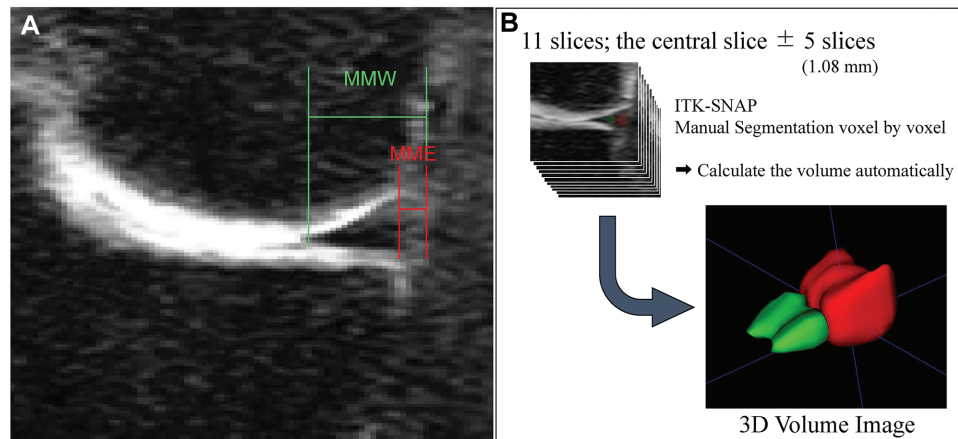 A
MMW
MME
B
11 slices; the central slice ± 5 slices
(1.08 mm)
ITK-SNAP
Manual Segmentation voxel by voxel
➡ Calculate the volume automatically
3D Volume Image